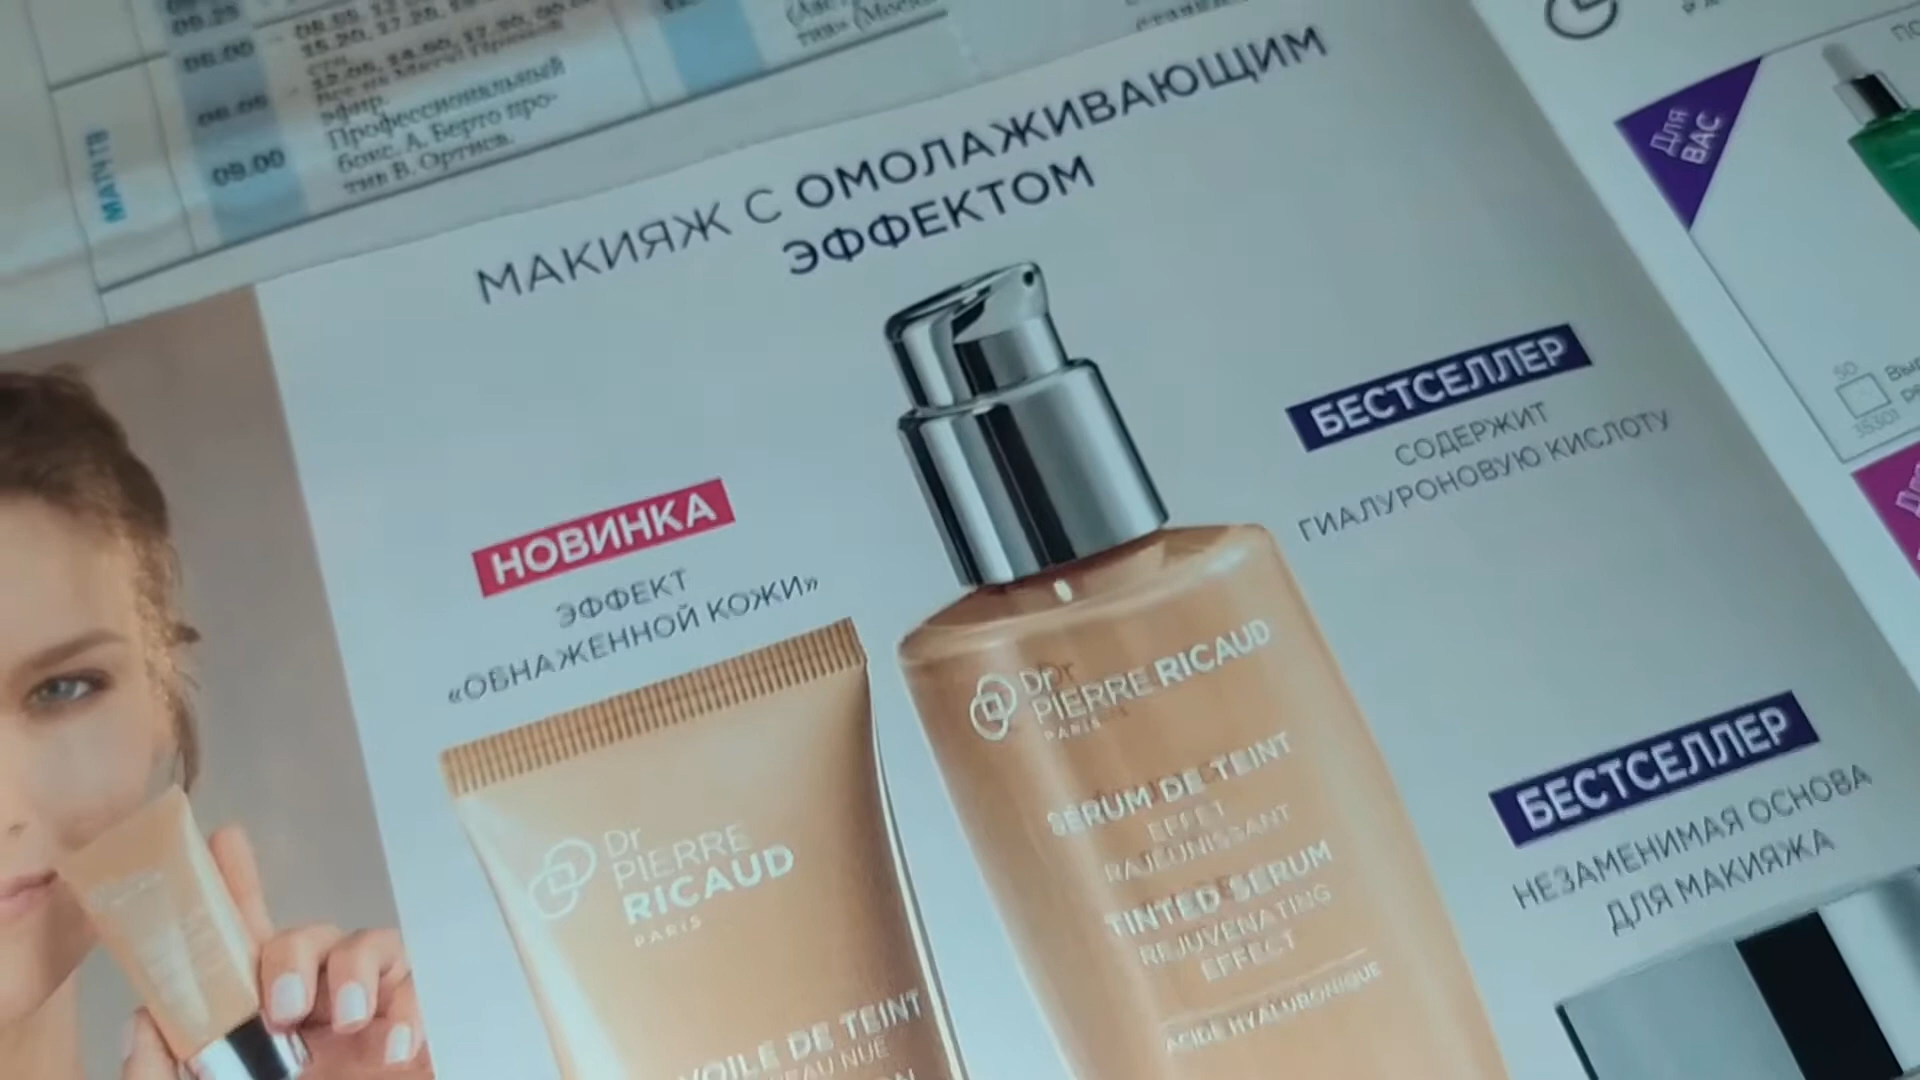 09.00
Профессиональный
бокс. А. Берто про-
тив В. Ортиса.
МАТЧ ТВ
МАКИЯЖ С ОМОЛАЖИВАЮЩИМ
ЭФФЕКТОМ
Для
ВАС
НОВИНКА
ЭФФЕКТ
«ОБНАЖЕННОЙ КОЖИ»
БЕСТСЕЛЛЕР
СОДЕРЖИТ
ГИАЛУРОНОВУЮ КИСЛОТУ
БЕСТСЕЛЛЕР
НЕЗАМЕНИМАЯ ОСНОВА
ДЛЯ МАКИЯЖА
Dr
PIERRE
RICAUD
PARIS
VOILE DE TEINT
Dr
PIERRE RICAUD
PARIS
SÉRUM DE TEINT
EFFET
RAJEUNISSANT
TINTED SERUM
REJUVENATING
EFFECT
ACIDE HYALURONIQUE
50
35301